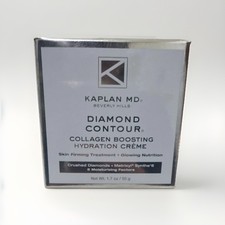 K
KAPLAN MD
BEVERLY HILLS
DIAMOND
CONTOUR
COLLAGEN BOOSTING
HYDRATION CRÈME
Skin Firming Treatment + Glowing Nutrition
Crushed Diamonds + Matrixyl Synthe'6
5 Moisturizing Factors
Net Wt. 1.7 oz / 50 g